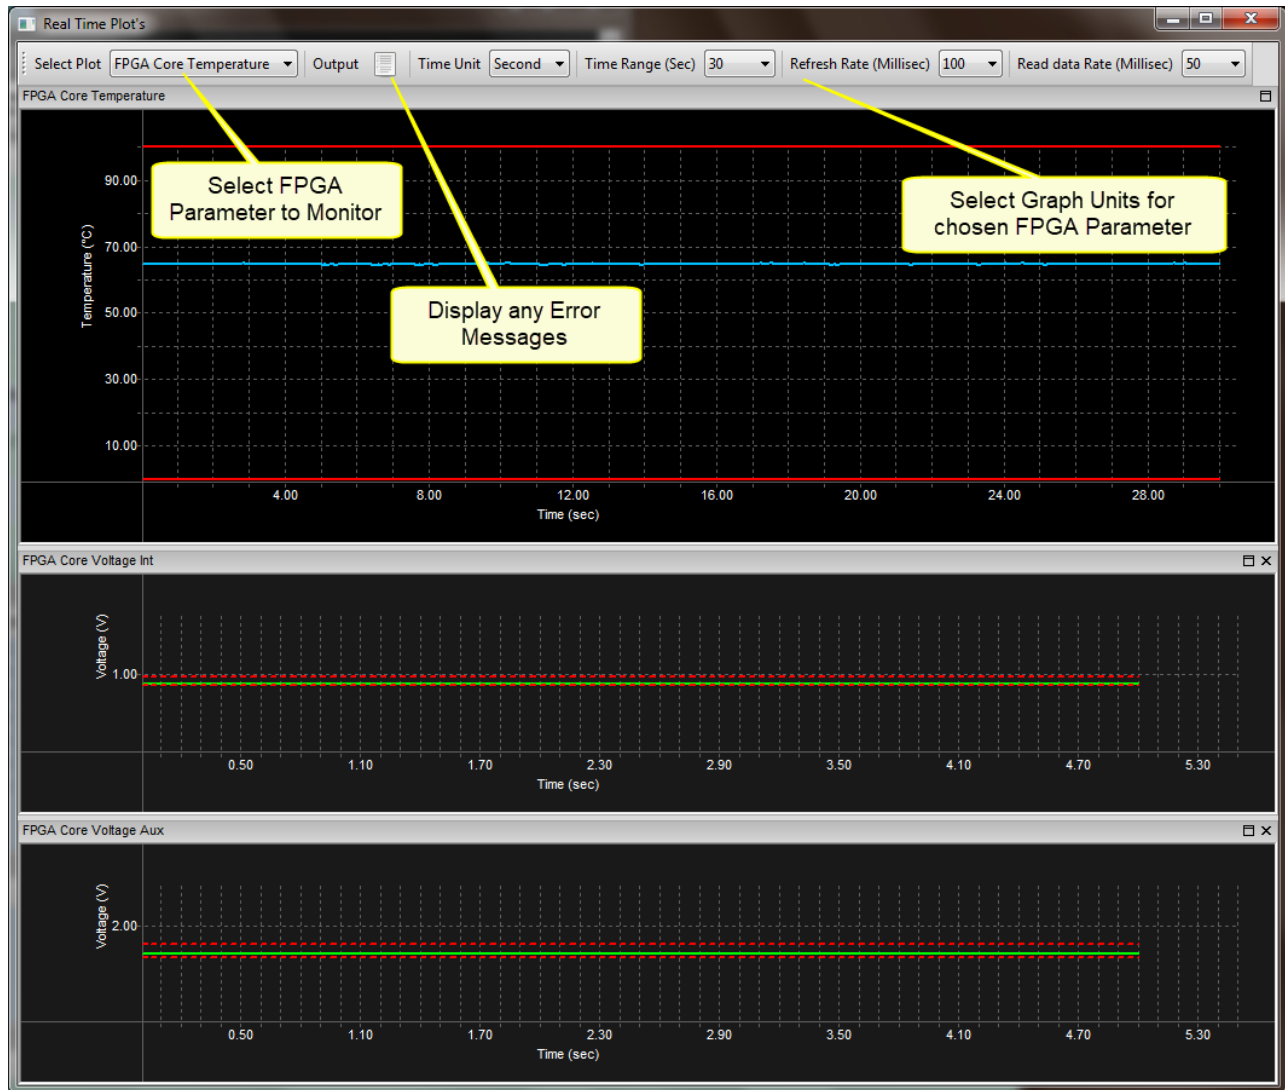 Real Time Plot's
Select Plot FPGA Core Temperature Output Time Unit Second Time Range (Sec) 30 Refresh Rate (Millisec) 100 Read data Rate (Millisec) 50
FPGA Core Temperature
Select FPGA
Parameter to Monitor
Select Graph Units for
chosen FPGA Parameter
Display any Error
Messages
Temperature (°C)
90.00
70.00
50.00
30.00
10.00
4.00 8.00 12.00 16.00 20.00 24.00 28.00
Time (sec)
FPGA Core Voltage Int
Voltage (V)
1.00
0.50 1.10 1.70 2.30 2.90 3.50 4.10 4.70 5.30
Time (sec)
FPGA Core Voltage Aux
Voltage (V)
2.00
0.50 1.10 1.70 2.30 2.90 3.50 4.10 4.70 5.30
Time (sec)